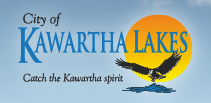 City of
KAWARTHA LAKES
Catch the Kawartha spirit